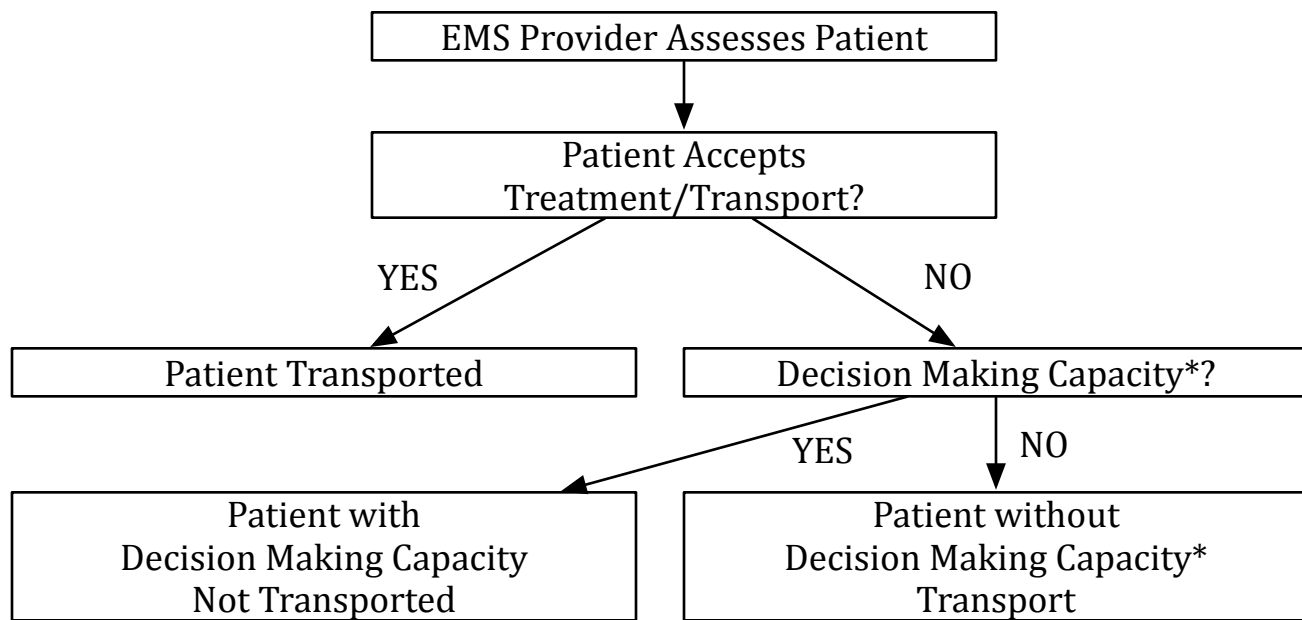 EMS Provider Assesses Patient
Patient Accepts
Treatment/Transport?
YES
NO
Patient Transported
Decision Making Capacity*?
YES
NO
Patient with
Decision Making Capacity
Not Transported
Patient without
Decision Making Capacity*
Transport